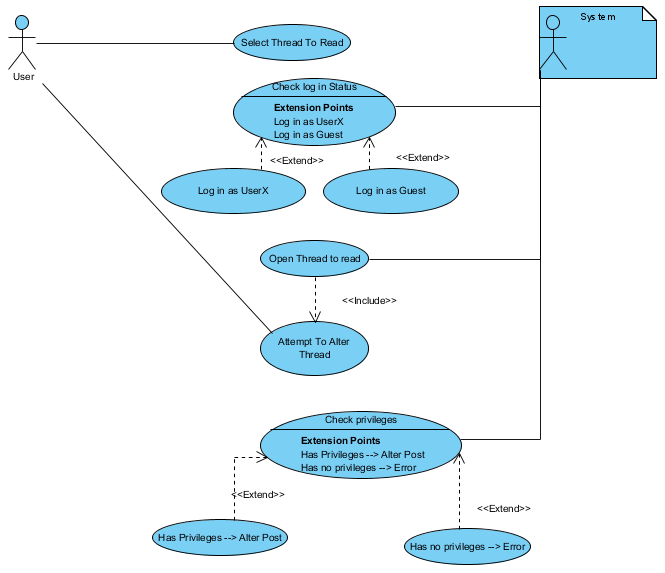 System
Select Thread To Read
User
Check log in Status
Extension Points
Log in as UserX
Log in as Guest
<<Extend>>
<<Extend>>
Log in as UserX
Log in as Guest
Open Thread to read
<<Include>>
Attempt To Alter
Thread
Check privileges
Extension Points
Has Privileges --> Alter Post
Has no privileges --> Error
<<Extend>>
<<Extend>>
Has Privileges --> Alter Post
Has no privileges --> Error